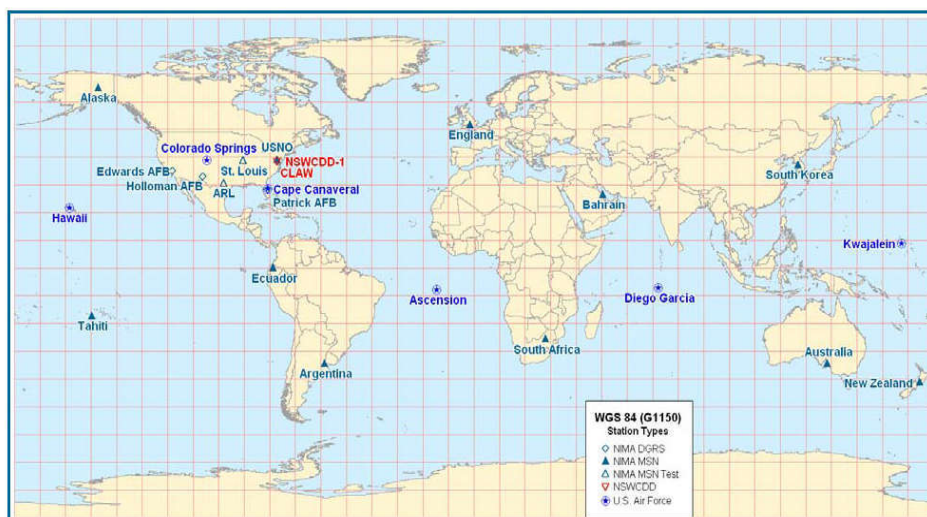 Alaska
England
Colorado Springs
USNO
NSWCDD-1
CLAW
Edwards AFB
St. Louis
Holloman AFB
ARL
Cape Canaveral
Patrick AFB
South Korea
Bahrain
Hawaii
Kwajalein
Ecuador
Ascension
Diego Garcia
Tahiti
South Africa
Australia
Argentina
New Zealand
WGS 84 (G1150)
Station Types
NIMA DGRS
NIMA MSN
NIMA MSN Test
NSWCDD
U.S. Air Force